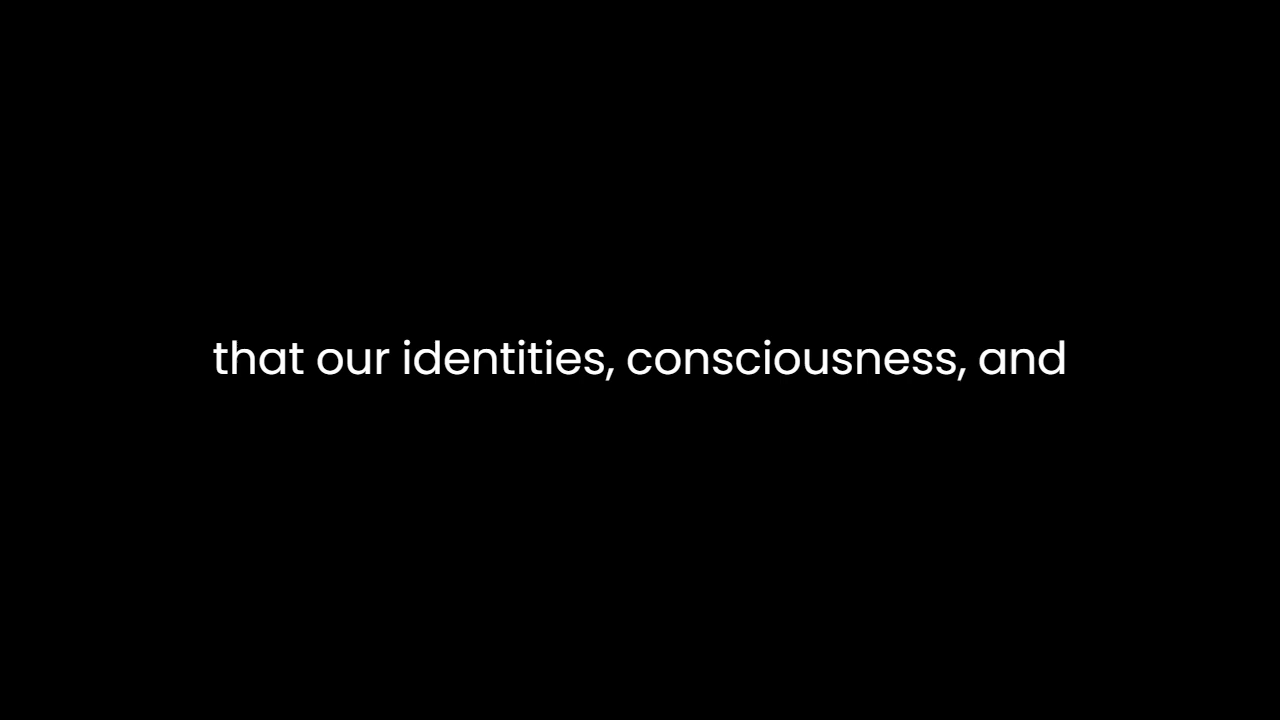 that our identities, consciousness, and